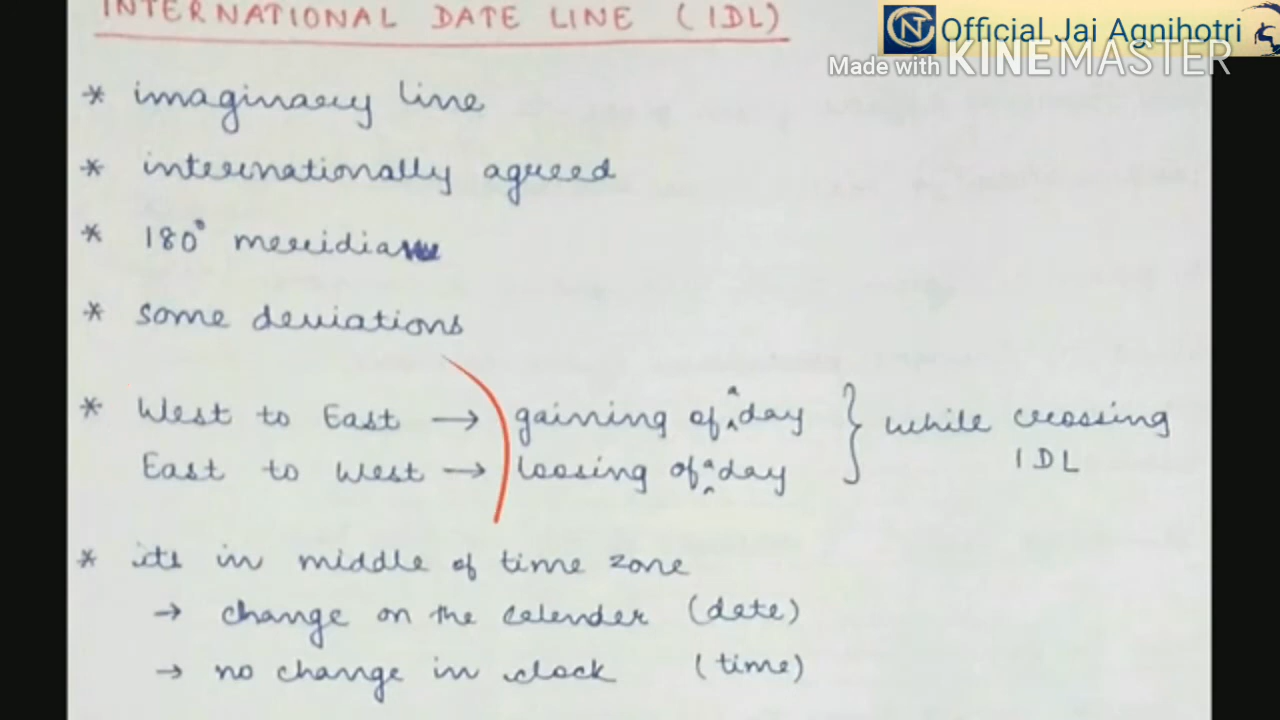 INTERNATIONAL DATE LINE (IDL)
Official Jai Agnihotri
Made with KINEMASTER
* imaginary line
* internationally agreed
* 180° meridian
* some deviations
* West to East → gaining of a day } while crossing IDL
East to West → loosing of a day
* its in middle of time zone
→ change on the calender (date)
→ no change in clock (time)